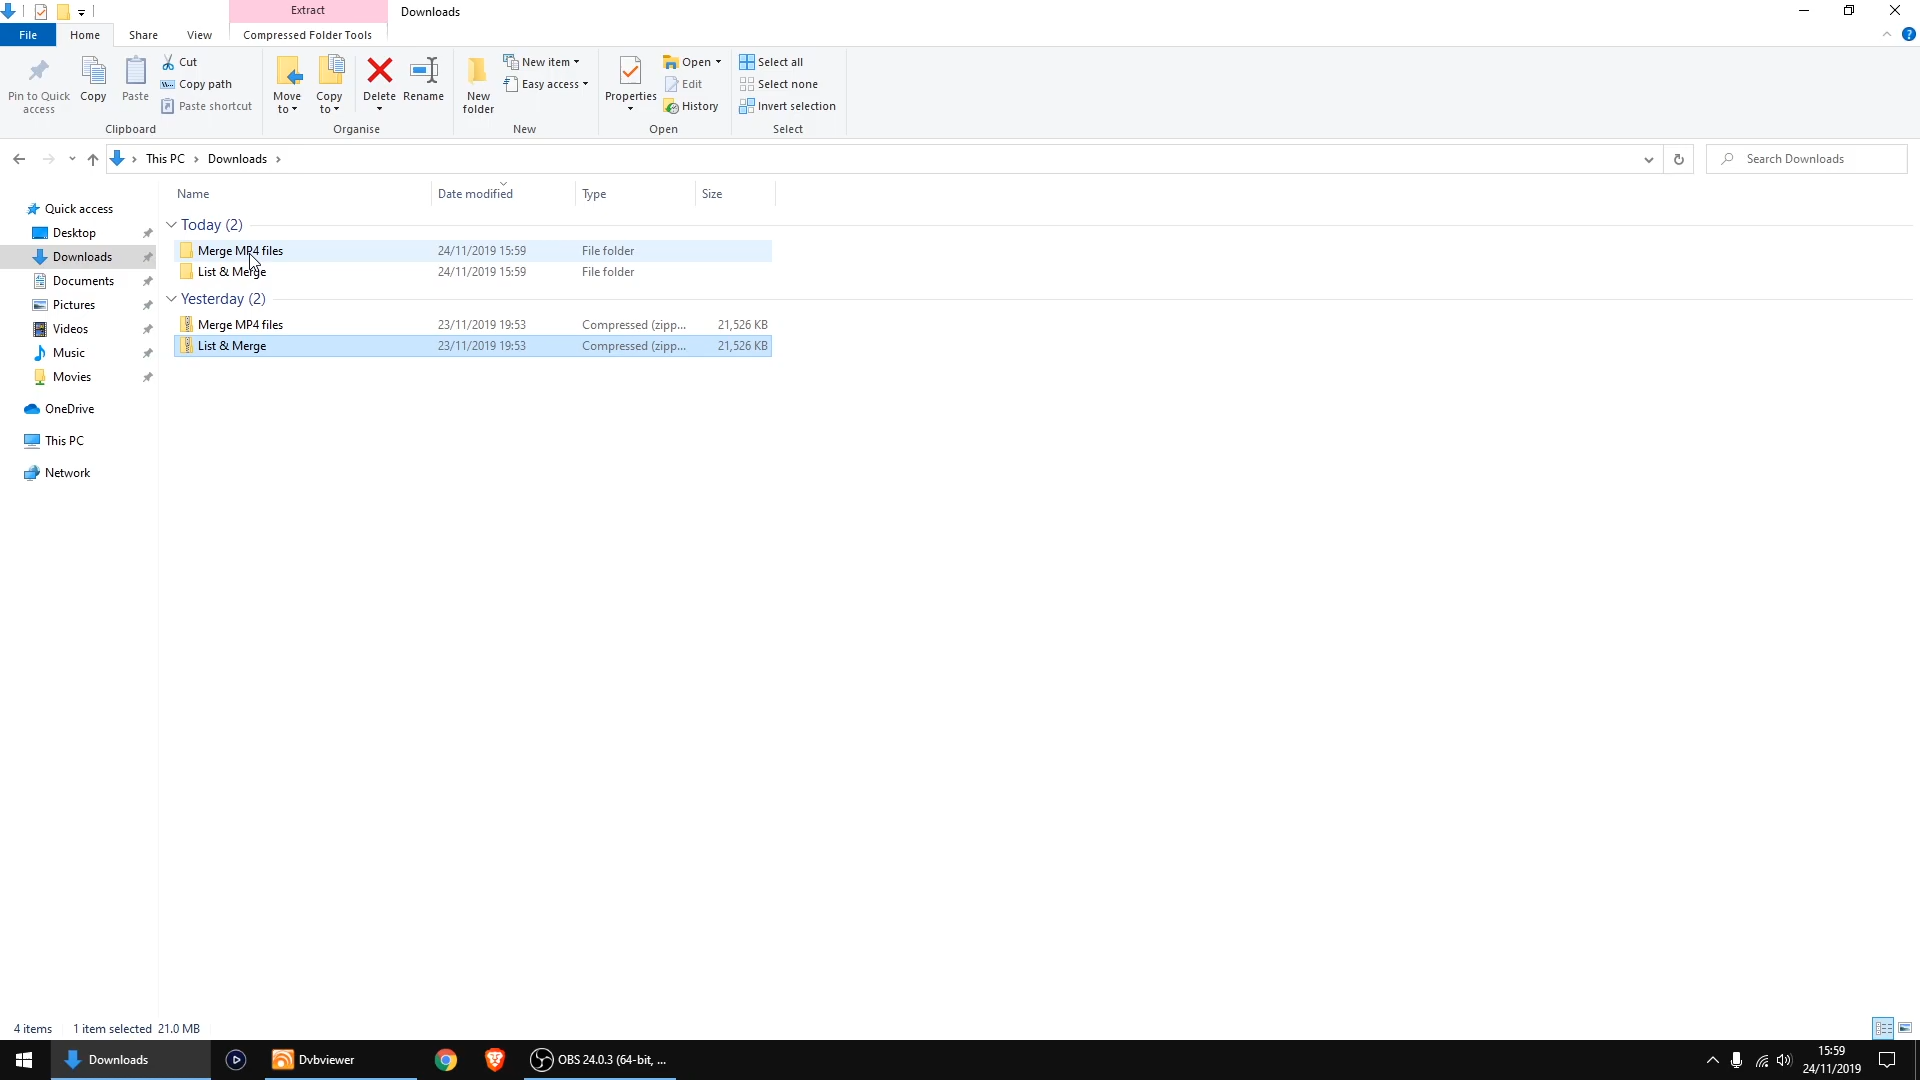 Extract
Downloads
File
Home
Share
View
Compressed Folder Tools
Pin to Quick access
Copy
Paste
Cut
Copy path
Paste shortcut
Clipboard
Move to
Copy to
Delete
Rename
Organise
New folder
New item
Easy access
New
Properties
Open
Edit
History
Open
Select all
Select none
Invert selection
Select
This PC
Downloads
Search Downloads
Name
Date modified
Type
Size
Quick access
Desktop
Downloads
Documents
Pictures
Videos
Music
Movies
OneDrive
This PC
Network
Today (2)
Merge MP4 files 24/11/2019 15:59 File folder
List & Merge 24/11/2019 15:59 File folder
Yesterday (2)
Merge MP4 files 23/11/2019 19:53 Compressed (zipp... 21,526 KB
List & Merge 23/11/2019 19:53 Compressed (zipp... 21,526 KB
4 items 1 item selected 21.0 MB
Downloads
Dvbviewer
OBS 24.0.3 (64-bit, ...
15:59
24/11/2019